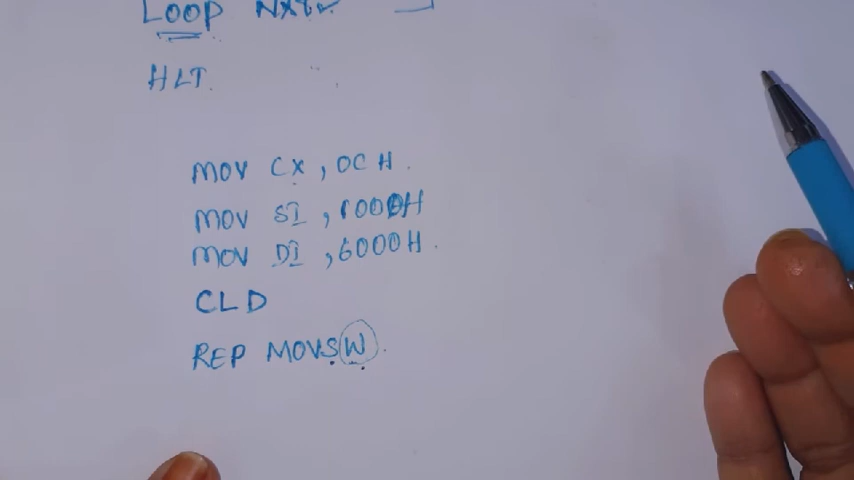 LOOP
HLT.
MOV CX, 0CH.
MOV SI, 1000H
MOV DI, 6000H.
CLD
REP MOVSW.